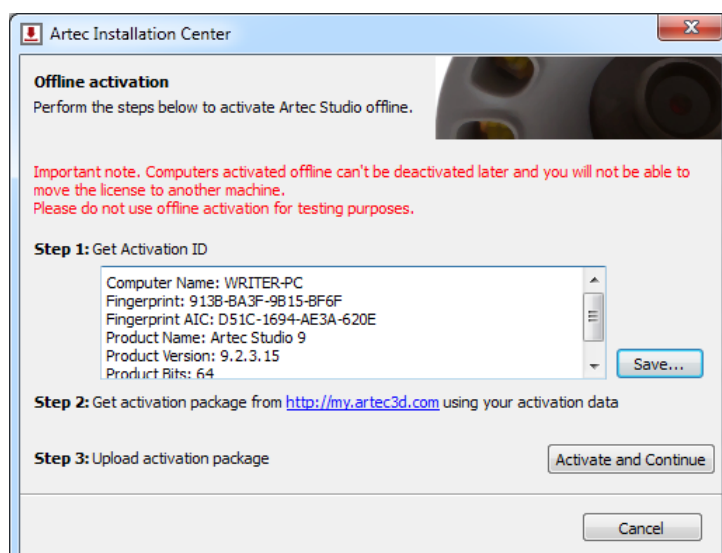 Artec Installation Center
Offline activation
Perform the steps below to activate Artec Studio offline.
Important note. Computers activated offline can't be deactivated later and you will not be able to
move the license to another machine.
Please do not use offline activation for testing purposes.
Step 1: Get Activation ID
Computer Name: WRITER-PC
Fingerprint: 913B-BA3F-9B15-BF6F
Fingerprint AIC: D51C-1694-AE3A-620E
Product Name: Artec Studio 9
Product Version: 9.2.3.15
Product Bits: 64
Save...
Step 2: Get activation package from http://my.artec3d.com using your activation data
Step 3: Upload activation package
Activate and Continue
Cancel